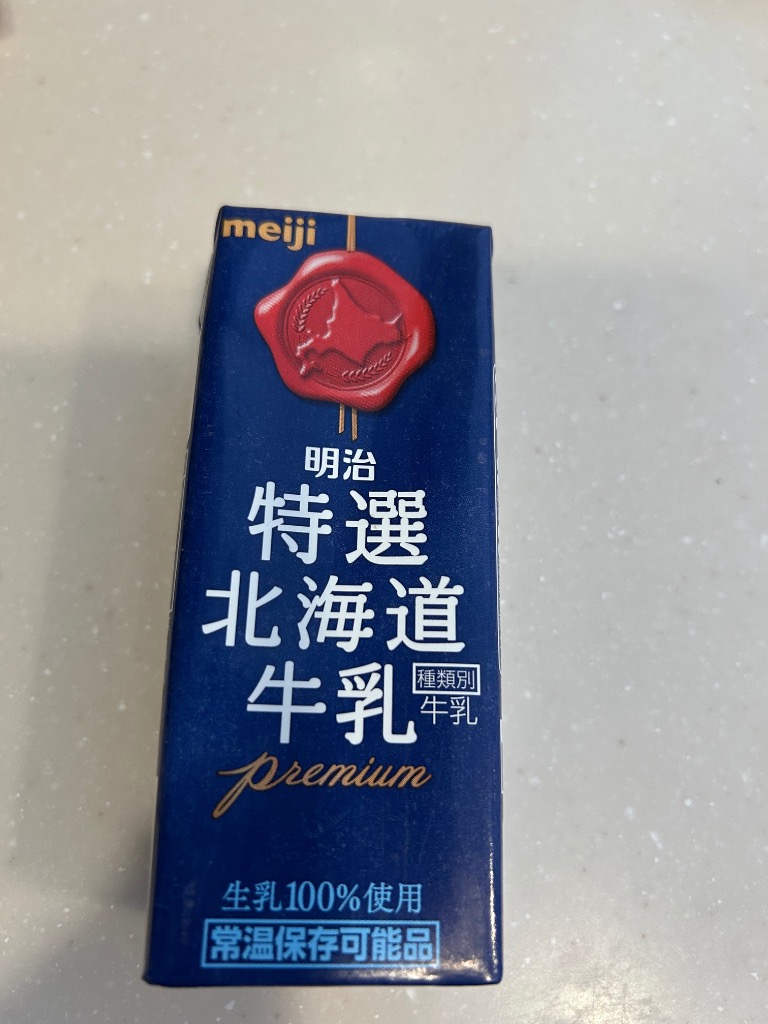 meiji
明治
特選
北海道
牛乳
種類別
牛乳
premium
生乳100%使用
常温保存可能品